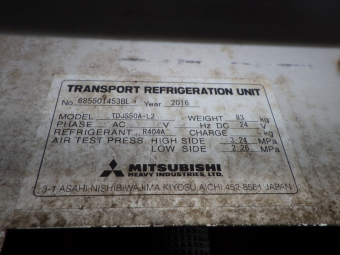 TRANSPORT REFRIGERATION UNIT
No. 685501453BL Year 2016
MODEL TDJS50A-L2 WEIGHT 83 kg
PHASE AC V Hz DC 24 V
REFRIGERANT R404A CHARGE kg
AIR TEST PRESS. HIGH SIDE 3.24 MPa
LOW SIDE 2.26 MPa
MITSUBISHI
HEAVY INDUSTRIES, LTD.
3-1, ASAHI, NISHIBIWAJIMA, KIYOSU, AICHI, 452-8561, JAPAN